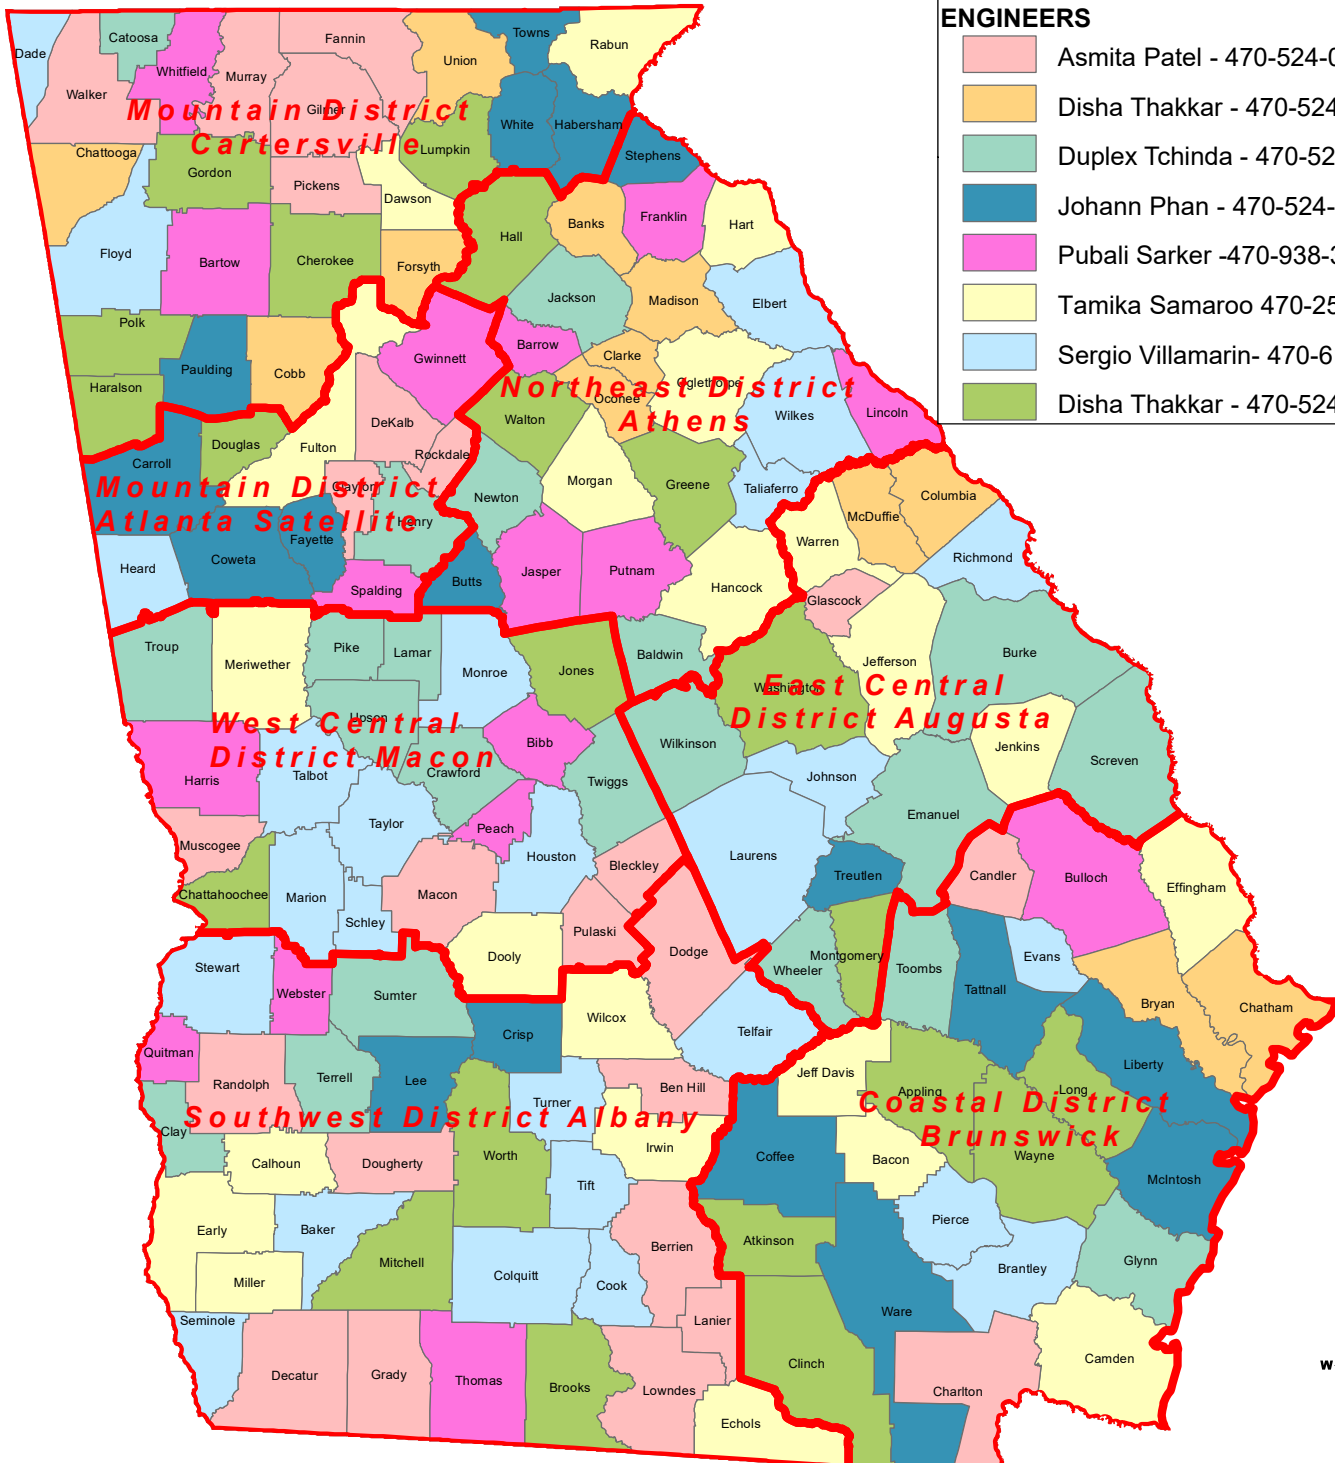 ENGINEERS
Asmita Patel - 470-524-0
Disha Thakkar - 470-524
Duplex Tchinda - 470-52
Johann Phan - 470-524-
Pubali Sarker -470-938-3
Tamika Samaroo 470-25
Sergio Villamarin- 470-6
Disha Thakkar - 470-524
Dade
Catoosa
Whitfield
Walker
Murray
Fannin
Gilmer
Union
Towns
Rabun
White
Habersham
Stephens
Lumpkin
Mountain District
Cartersville
Chattooga
Gordon
Pickens
Dawson
Floyd
Bartow
Cherokee
Forsyth
Hall
Banks
Franklin
Hart
Jackson
Madison
Elbert
Polk
Haralson
Paulding
Cobb
Gwinnett
Barrow
Clarke
Oconee
Oglethorpe
Wilkes
Lincoln
Northeast District
Athens
Carroll
Douglas
Fulton
DeKalb
Rockdale
Walton
Morgan
Greene
Taliaferro
Clayton
Henry
Newton
Mountain District
Atlanta Satellite
Heard
Coweta
Fayette
Spalding
Butts
Jasper
Putnam
Hancock
Warren
McDuffie
Columbia
Richmond
Glascock
Jefferson
Burke
Troup
Meriwether
Pike
Lamar
Monroe
Jones
Baldwin
Washington
East Central
District Augusta
Jenkins
Screven
Upson
Bibb
Wilkinson
West Central
District Macon
Harris
Talbot
Crawford
Twiggs
Johnson
Emanuel
Muscogee
Taylor
Peach
Houston
Bleckley
Laurens
Treutlen
Candler
Bulloch
Effingham
Chattahoochee
Marion
Schley
Macon
Dooly
Pulaski
Dodge
Wheeler
Montgomery
Toombs
Tattnall
Evans
Bryan
Chatham
Stewart
Webster
Sumter
Crisp
Wilcox
Telfair
Quitman
Randolph
Terrell
Lee
Turner
Ben Hill
Jeff Davis
Appling
Long
Liberty
Southwest District Albany
Coastal District
Brunswick
Clay
Calhoun
Dougherty
Worth
Irwin
Coffee
Bacon
Wayne
McIntosh
Early
Baker
Tift
Berrien
Pierce
Miller
Mitchell
Colquitt
Cook
Atkinson
Brantley
Glynn
Seminole
Decatur
Grady
Thomas
Brooks
Lowndes
Lanier
Echols
Clinch
Ware
Charlton
Camden
W